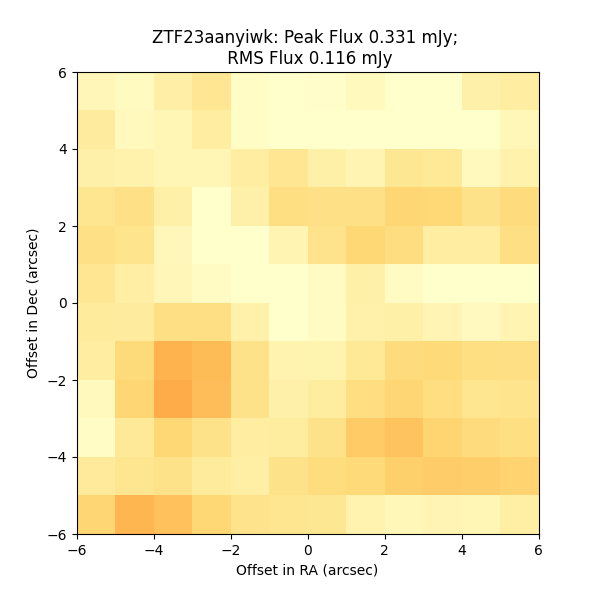 ZTF23aanyiwk: Peak Flux 0.331 mJy;
RMS Flux 0.116 mJy
6
4
2
0
−2
−4
−6
Offset in Dec (arcsec)
−6 −4 −2 0 2 4 6
Offset in RA (arcsec)